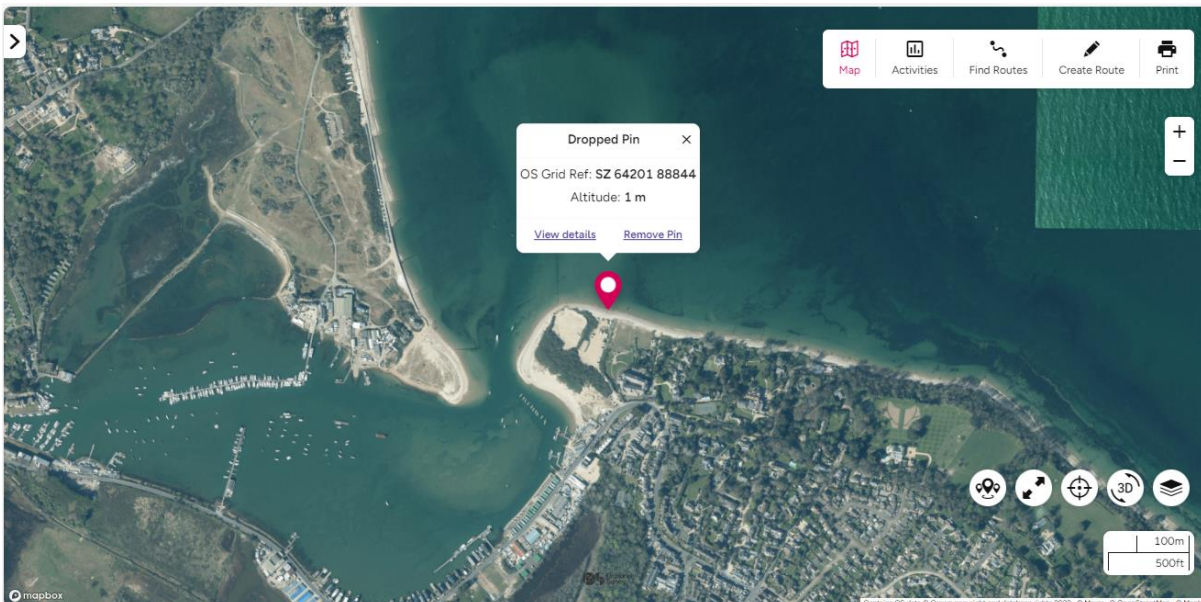 Map
Activities
Find Routes
Create Route
Print
Dropped Pin
OS Grid Ref: SZ 64201 88844
Altitude: 1 m
View details
Remove Pin
+
−
3D
100m
500ft
mapbox